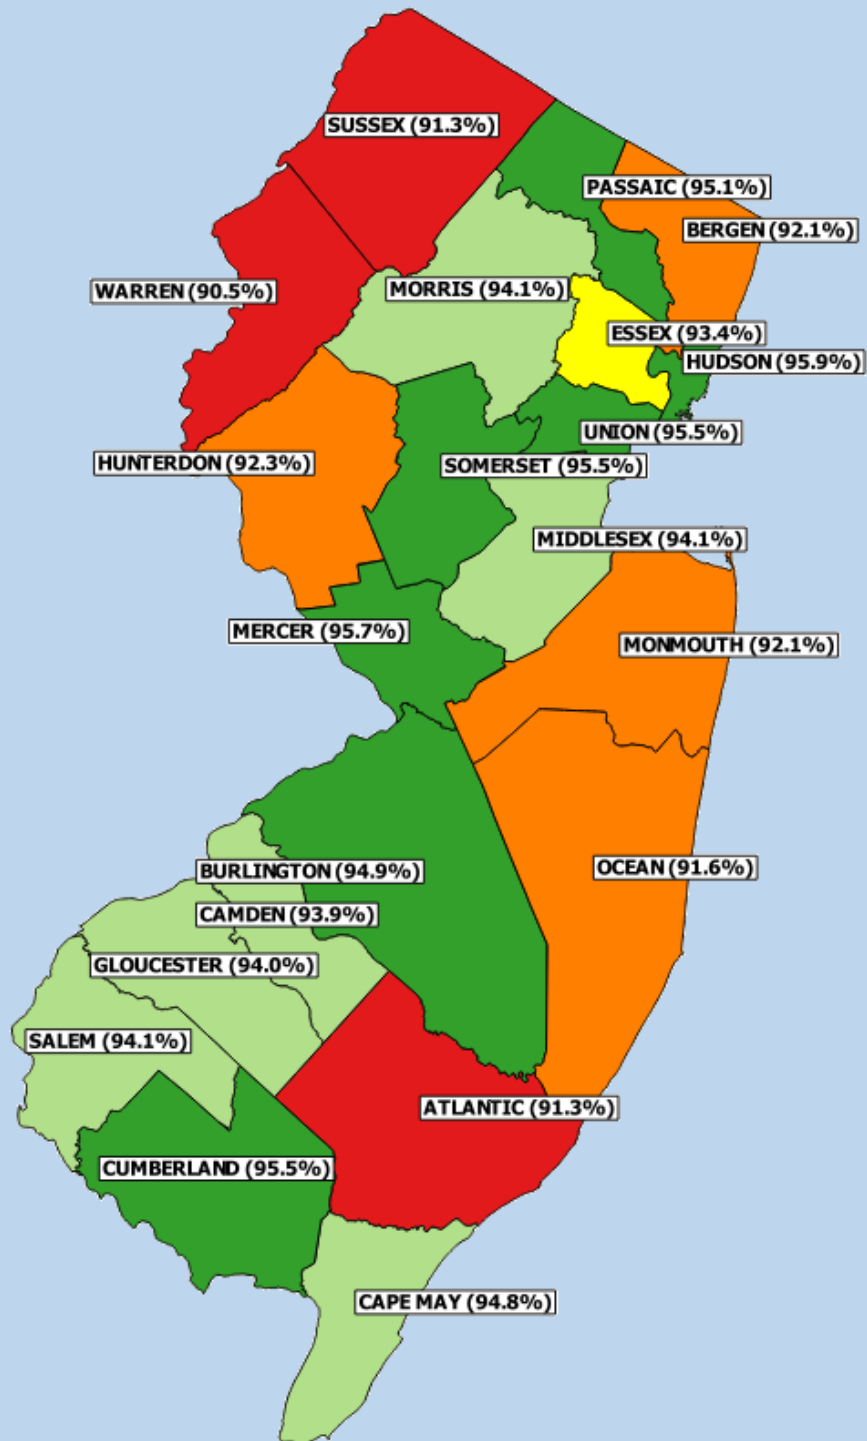 SUSSEX (91.3%)
PASSAIC (95.1%)
BERGEN (92.1%)
WARREN (90.5%)
MORRIS (94.1%)
ESSEX (93.4%)
HUDSON (95.9%)
UNION (95.5%)
HUNTERDON (92.3%)
SOMERSET (95.5%)
MIDDLESEX (94.1%)
MERCER (95.7%)
MONMOUTH (92.1%)
BURLINGTON (94.9%)
OCEAN (91.6%)
CAMDEN (93.9%)
GLOUCESTER (94.0%)
SALEM (94.1%)
ATLANTIC (91.3%)
CUMBERLAND (95.5%)
CAPE MAY (94.8%)